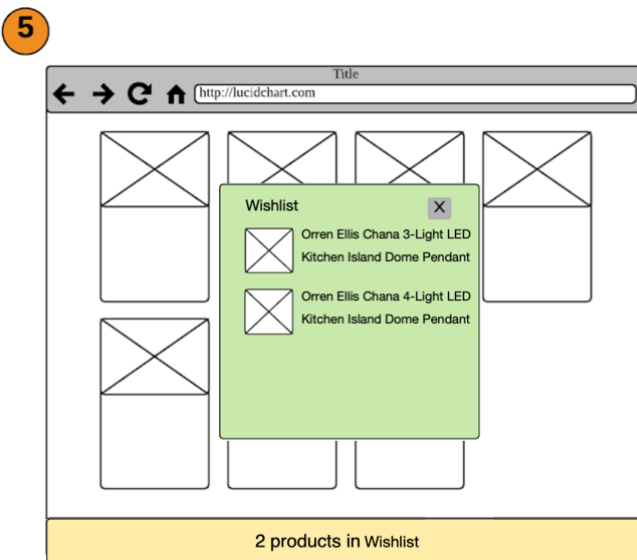 5
Title
http://lucidchart.com
Wishlist
X
Orren Ellis Chana 3-Light LED
Kitchen Island Dome Pendant
Orren Ellis Chana 4-Light LED
Kitchen Island Dome Pendant
2 products in Wishlist